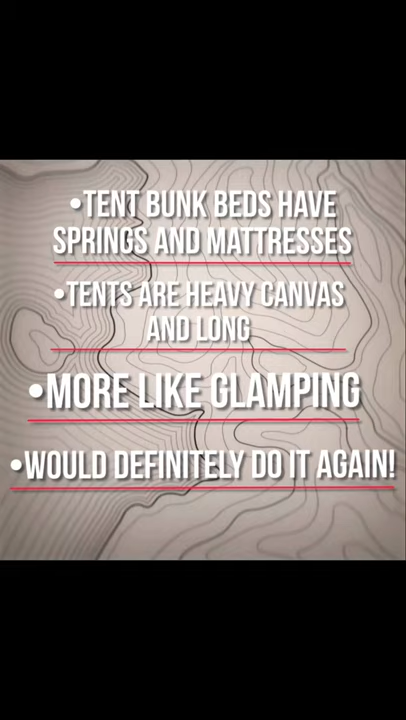 •TENT BUNK BEDS HAVE
SPRINGS AND MATTRESSES
•TENTS ARE HEAVY CANVAS
AND LONG
•MORE LIKE GLAMPING
•WOULD DEFINITELY DO IT AGAIN!